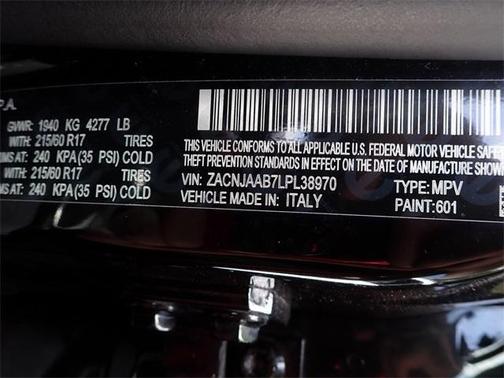 P.A.
GVWR: 1940 KG 4277 LB
WITH: 215/60 R17 TIRES
MS AT: 240 KPA(35 PSI) COLD
WITH: 215/60 R17 TIRES
MS AT: 240 KPA(35 PSI) COLD
THIS VEHICLE CONFORMS TO ALL APPLICABLE U.S. FEDERAL MOTOR VEHICLE SAFETY
THEFT PREVENTION STANDARDS IN EFFECT ON THE DATE OF MANUFACTURE SHOW
VIN: ZACNJAAB7LPL38970 TYPE: MPV
VEHICLE MADE IN: ITALY PAINT: 601